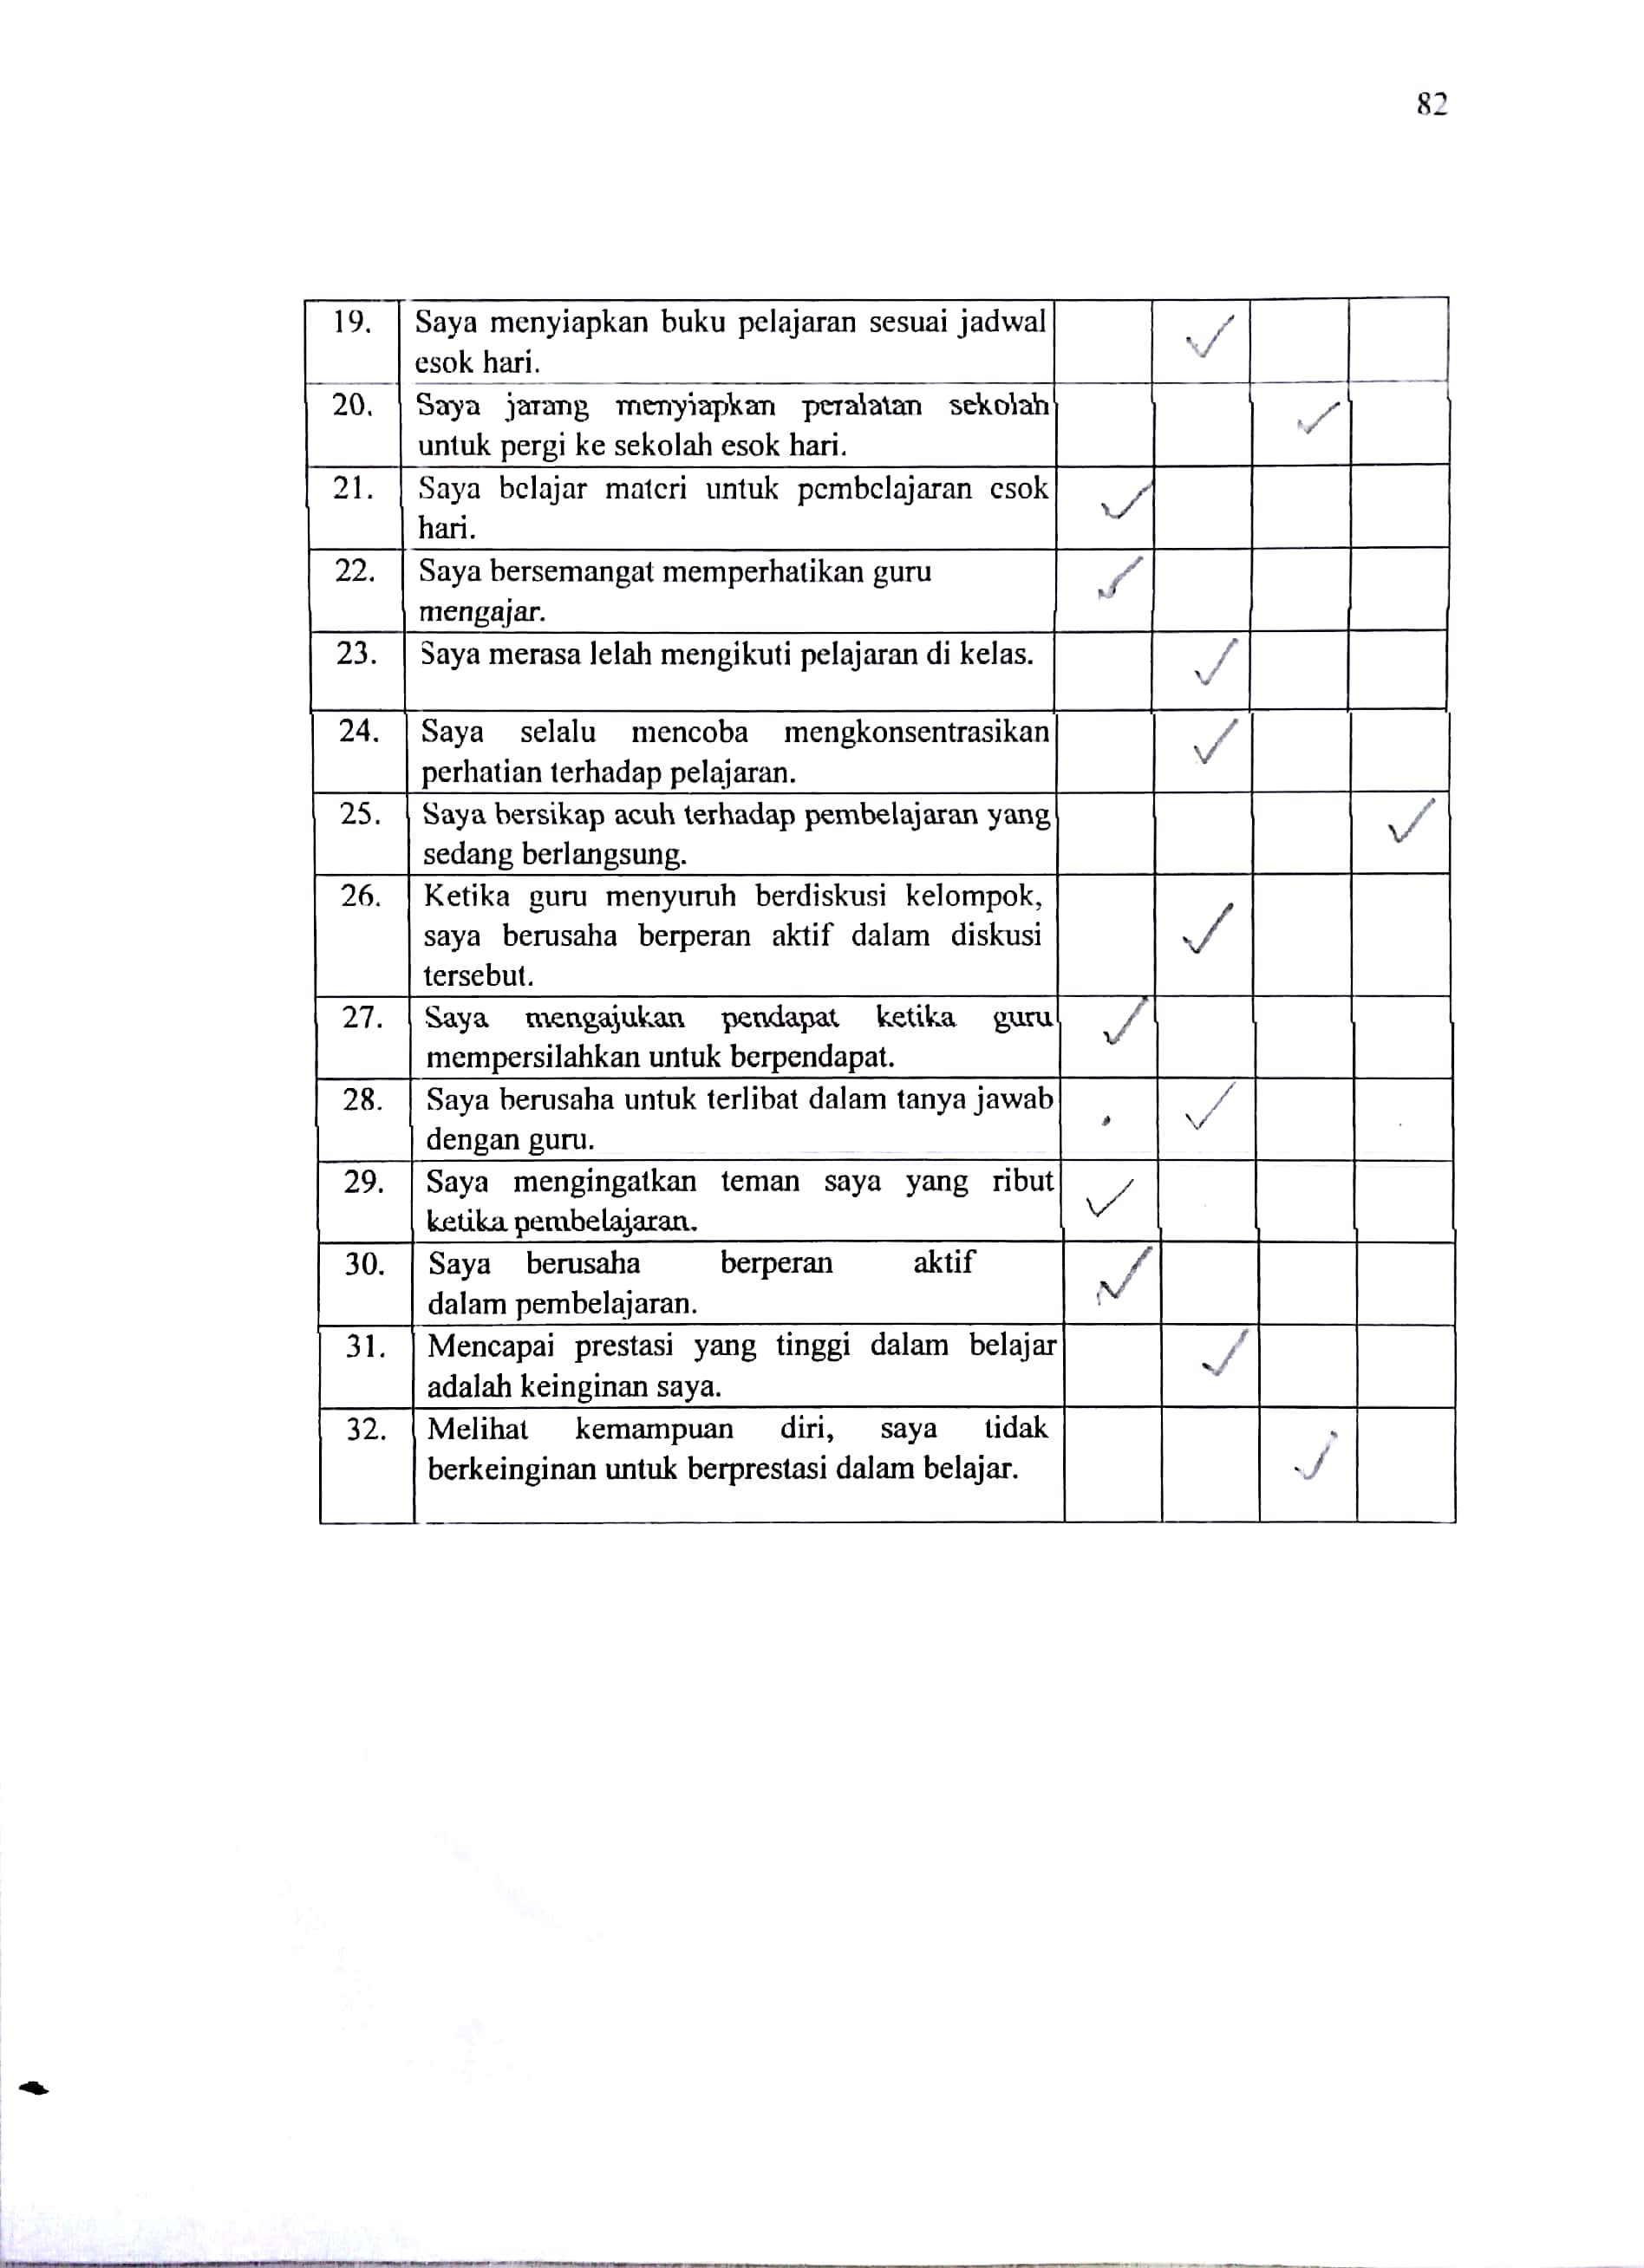 82
19. Saya menyiapkan buku pelajaran sesuai jadwal ✓
esok hari.
20. Saya jarang menyiapkan peralatan sekolah ✓
untuk pergi ke sekolah esok hari.
21. Saya belajar materi untuk pembelajaran esok ✓
hari.
22. Saya bersemangat memperhatikan guru ✓
mengajar.
23. Saya merasa lelah mengikuti pelajaran di kelas. ✓
24. Saya selalu mencoba mengkonsentrasikan ✓
perhatian terhadap pelajaran.
25. Saya bersikap acuh terhadap pembelajaran yang ✓
sedang berlangsung.
26. Ketika guru menyuruh berdiskusi kelompok,
saya berusaha berperan aktif dalam diskusi ✓
tersebut.
27. Saya mengajukan pendapat ketika guru ✓
mempersilahkan untuk berpendapat.
28. Saya berusaha untuk terlibat dalam tanya jawab ✓
dengan guru.
29. Saya mengingatkan teman saya yang ribut ✓
ketika pembelajaran.
30. Saya berusaha berperan aktif ✓
dalam pembelajaran.
31. Mencapai prestasi yang tinggi dalam belajar ✓
adalah keinginan saya.
32. Melihat kemampuan diri, saya tidak ✓
berkeinginan untuk berprestasi dalam belajar.